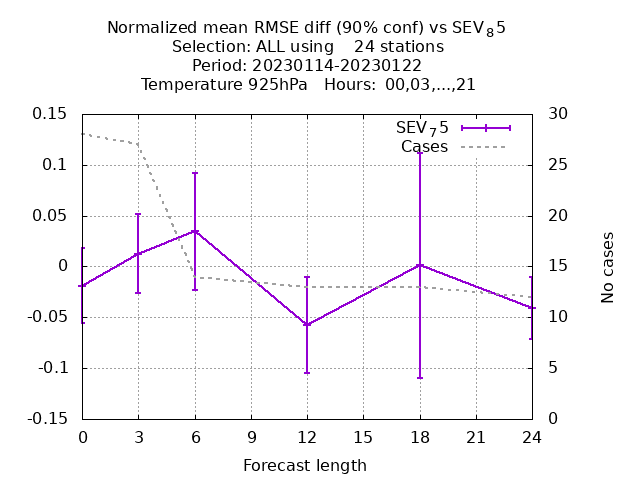 Normalized mean RMSE diff (90% conf) vs SEV₈5
Selection: ALL using    24 stations
Period: 20230114-20230122
Temperature 925hPa   Hours: 00,03,...,21
SEV₇5
Cases
0.15
0.1
0.05
0
-0.05
-0.1
-0.15
30
25
20
15
10
5
0
No cases
0 3 6 9 12 15 18 21 24
Forecast length